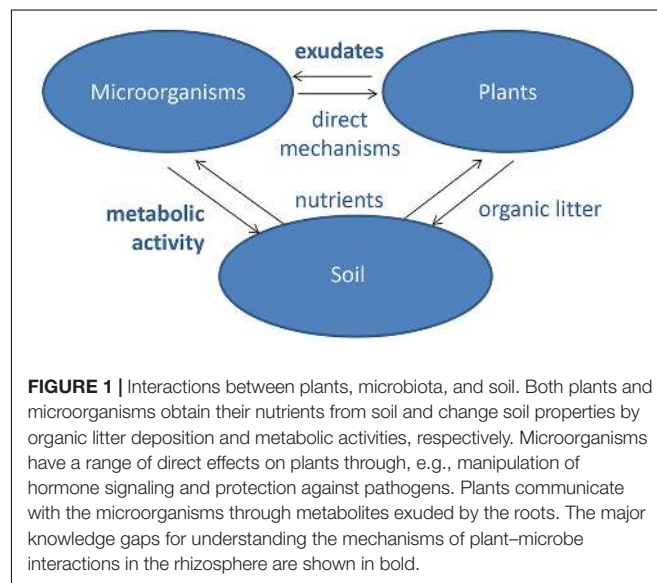 exudates
Microorganisms
Plants
direct
mechanisms
nutrients
metabolic
activity
organic litter
Soil
FIGURE 1 | Interactions between plants, microbiota, and soil. Both plants and
microorganisms obtain their nutrients from soil and change soil properties by
organic litter deposition and metabolic activities, respectively. Microorganisms
have a range of direct effects on plants through, e.g., manipulation of
hormone signaling and protection against pathogens. Plants communicate
with the microorganisms through metabolites exuded by the roots. The major
knowledge gaps for understanding the mechanisms of plant–microbe
interactions in the rhizosphere are shown in bold.